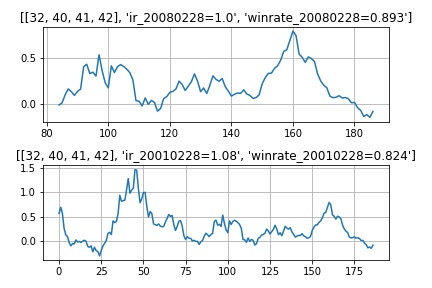 [[32, 40, 41, 42], 'ir_20080228=1.0', 'winrate_20080228=0.893']
0.5
0.0
80 100 120 140 160 180
[[32, 40, 41, 42], 'ir_20010228=1.08', 'winrate_20010228=0.824']
1.5
1.0
0.5
0.0
0 25 50 75 100 125 150 175